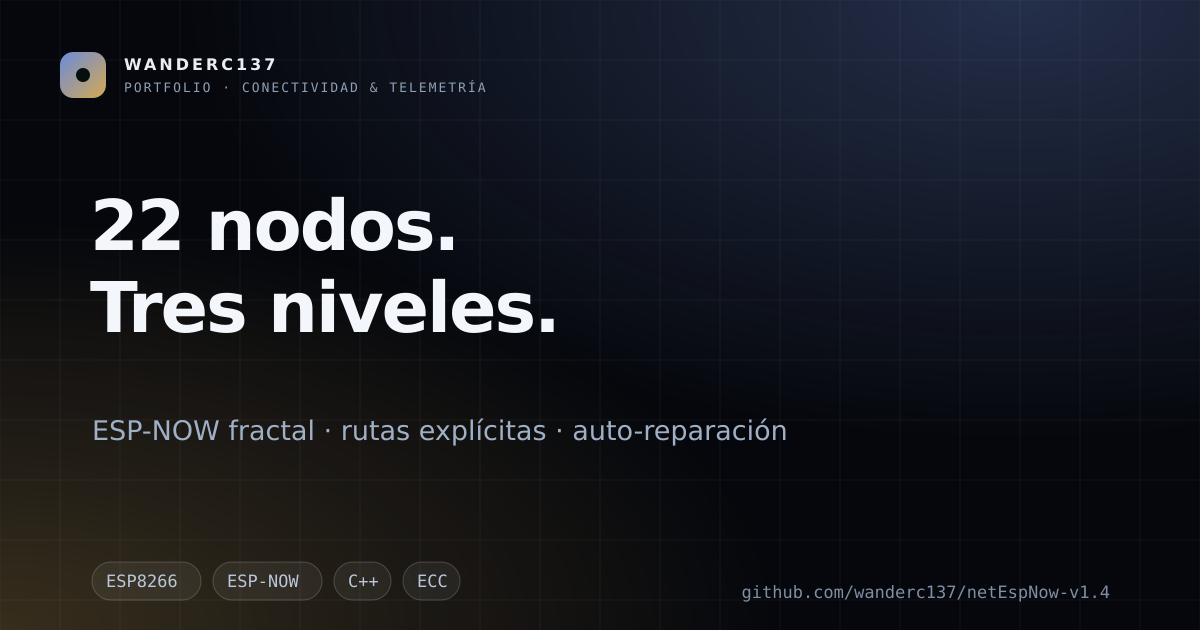 WANDERC137
PORTFOLIO · CONECTIVIDAD & TELEMETRÍA
22 nodos.
Tres niveles.
ESP-NOW fractal · rutas explícitas · auto-reparación
ESP8266 ESP-NOW C++ ECC
github.com/wanderc137/netEspNow-v1.4